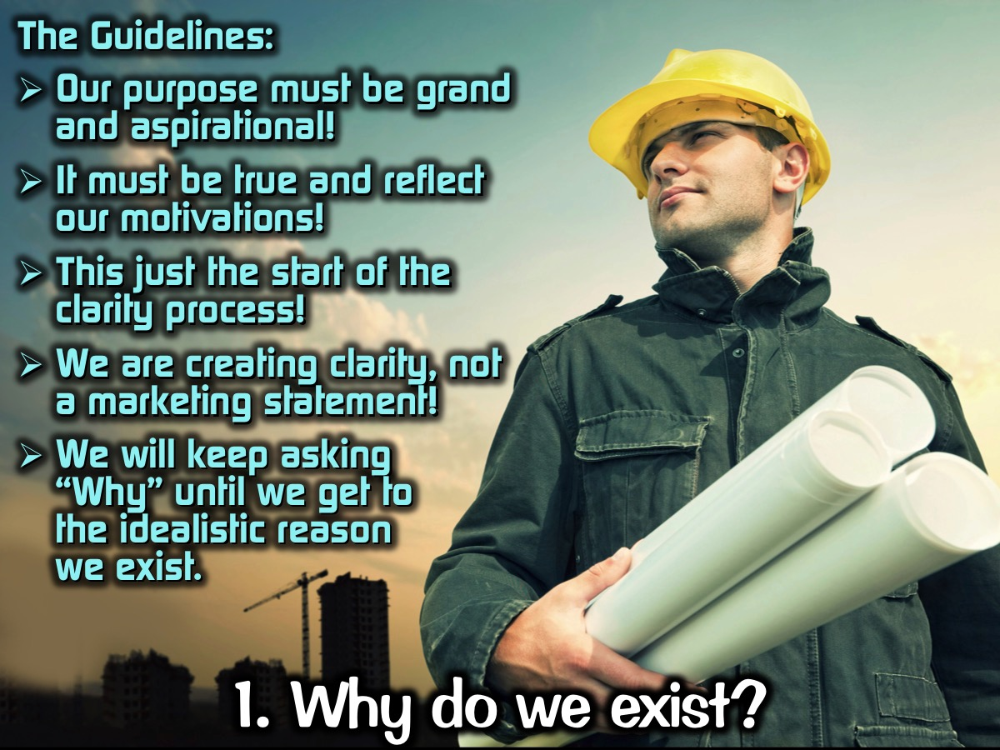 The Guidelines:
➢ Our purpose must be grand
and aspirational!
➢ It must be true and reflect
our motivations!
➢ This just the start of the
clarity process!
➢ We are creating clarity, not
a marketing statement!
➢ We will keep asking
“Why” until we get to
the idealistic reason
we exist.
1. Why do we exist?